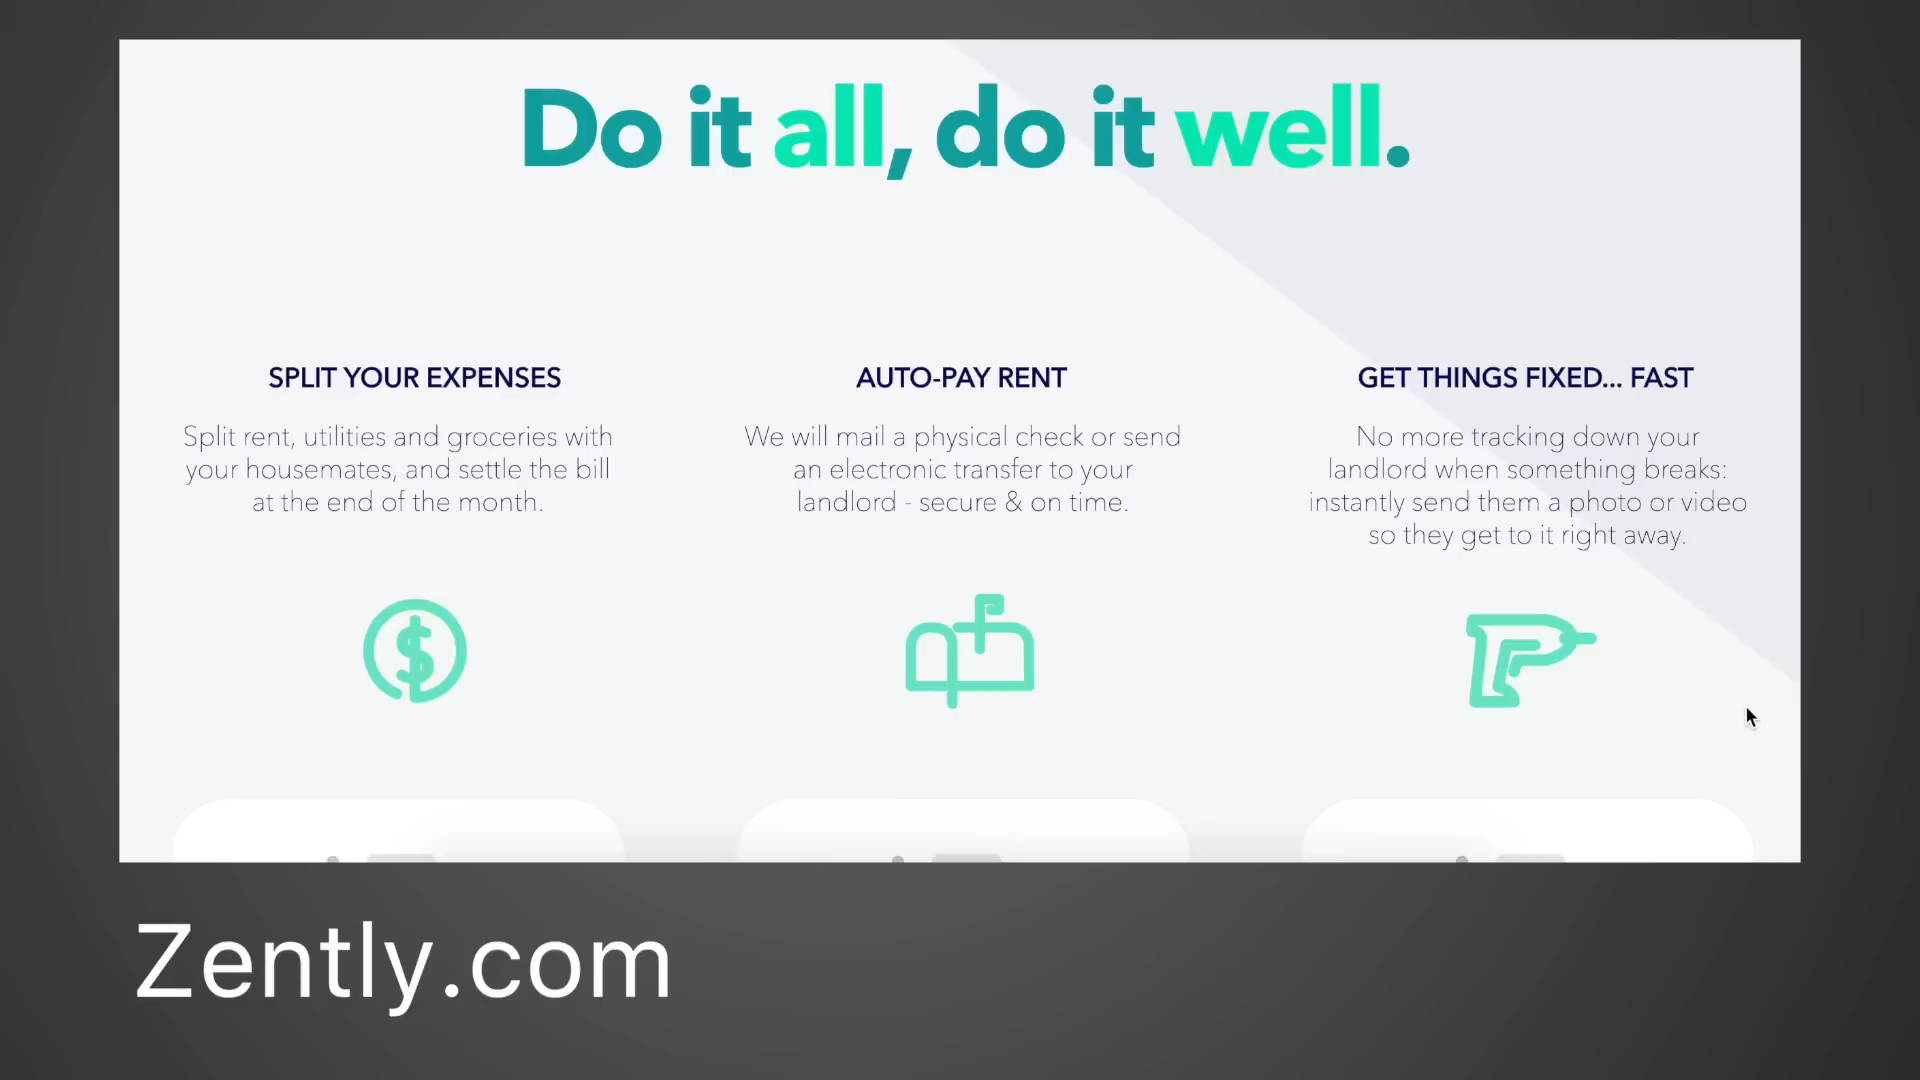 Do it all, do it well.
SPLIT YOUR EXPENSES
Split rent, utilities and groceries with
your housemates, and settle the bill
at the end of the month.
AUTO-PAY RENT
We will mail a physical check or send
an electronic transfer to your
landlord - secure & on time.
GET THINGS FIXED... FAST
No more tracking down your
landlord when something breaks:
instantly send them a photo or video
so they get to it right away.
$
Zently.com